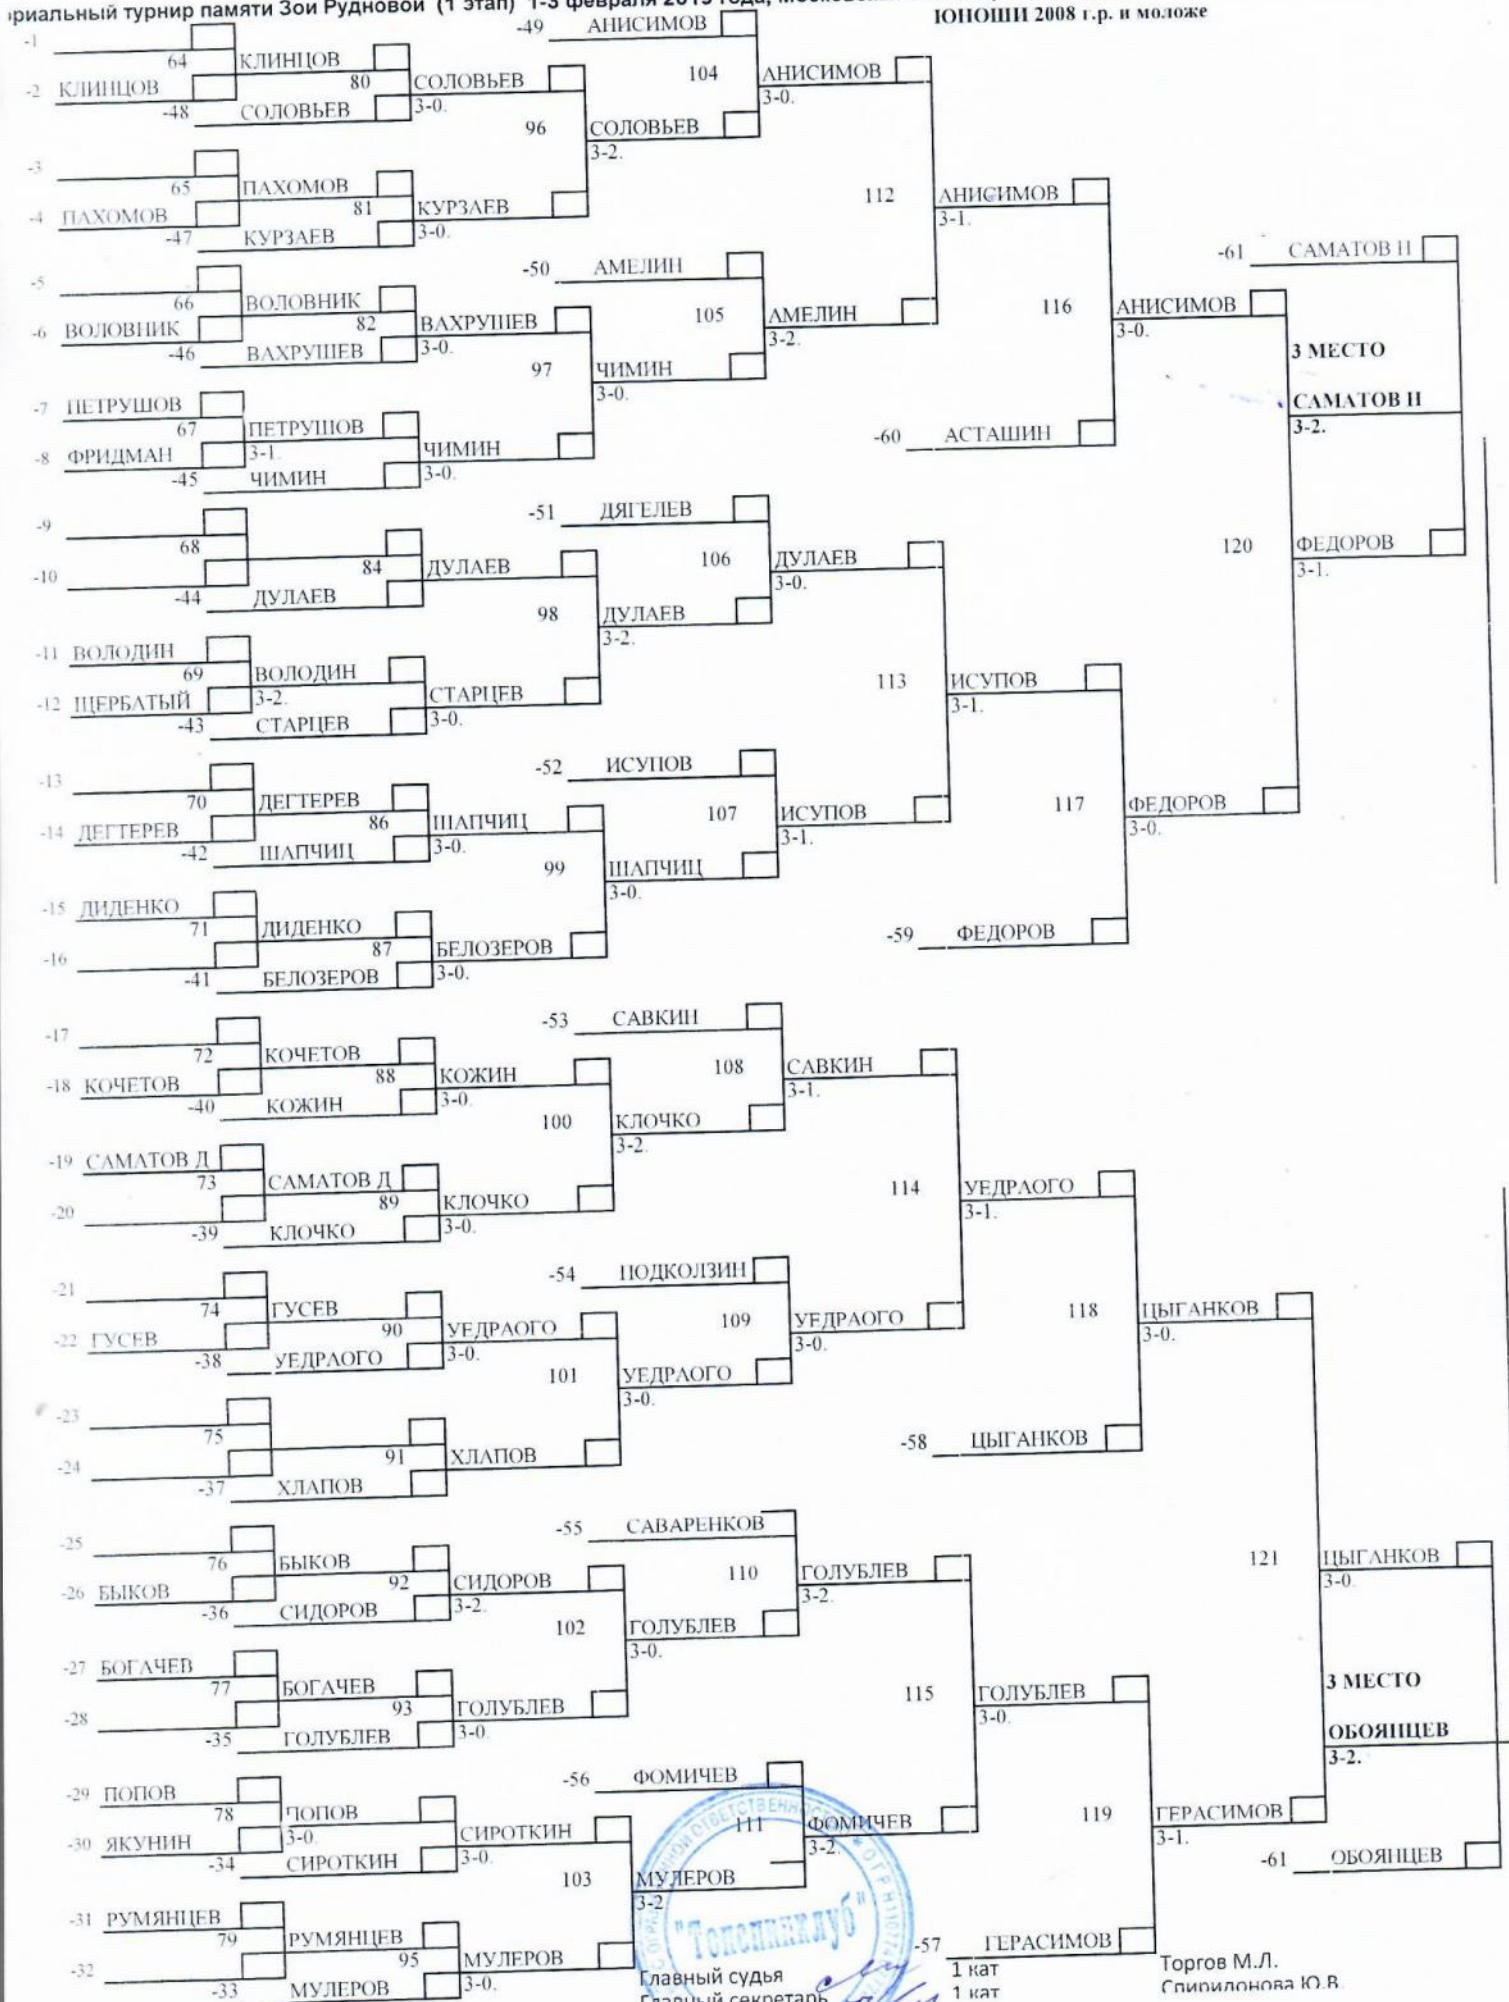 риальный турнир памяти Зои Рудновой (1 этап) 1-3 февраля 2019 года,
ЮНОШИ 2008 г.р. и моложе
-1
64 КЛИНЦОВ
-2 КЛИНЦОВ 80 СОЛОВЬЕВ
-48 СОЛОВЬЕВ 3-0.
96 СОЛОВЬЕВ
3-2.
-49 АНИСИМОВ
104 АНИСИМОВ
3-0.
-3
65 ПАХОМОВ
-4 ПАХОМОВ 81 КУРЗАЕВ
-47 КУРЗАЕВ 3-0.
112 АНИСИМОВ
3-1.
-5
66 ВОЛОВНИК
-6 ВОЛОВНИК 82 ВАХРУШЕВ
-46 ВАХРУШЕВ 3-0.
-50 АМЕЛИН
105 АМЕЛИН
3-2.
97 ЧИМИН
3-0.
-7 ПЕТРУШОВ
67 ПЕТРУШОВ
-8 ФРИДМАН 3-1. ЧИМИН
-45 ЧИМИН 3-0.
116 АНИСИМОВ
3-0.
-60 АСТАШИН
-61 САМАТОВ Н
3 МЕСТО
САМАТОВ Н
3-2.
-9
68
-10 84 ДУЛАЕВ
-44 ДУЛАЕВ
-51 ДЯГЕЛЕВ
106 ДУЛАЕВ
3-0.
98 ДУЛАЕВ
3-2.
120 ФЕДОРОВ
3-1.
-11 ВОЛОДИН
69 ВОЛОДИН
-12 ЩЕРБАТЫЙ 3-2. СТАРЦЕВ
-43 СТАРЦЕВ 3-0.
113 ИСУПОВ
3-1.
-13
70 ДЕГТЕРЕВ
-14 ДЕГТЕРЕВ 86 ШАПЧИЦ
-42 ШАПЧИЦ 3-0.
-52 ИСУПОВ
107 ИСУПОВ
3-1.
99 ШАПЧИЦ
3-0.
117 ФЕДОРОВ
3-0.
-15 ДИДЕНКО
71 ДИДЕНКО
-16 87 БЕЛОЗЕРОВ
-41 БЕЛОЗЕРОВ 3-0.
-59 ФЕДОРОВ
-17
72 КОЧЕТОВ
-18 КОЧЕТОВ 88 КОЖИН
-40 КОЖИН 3-0.
-53 САВКИН
108 САВКИН
3-1.
100 КЛОЧКО
3-2.
-19 САМАТОВ Д
73 САМАТОВ Д
-20 89 КЛОЧКО
-39 КЛОЧКО 3-0.
114 УЕДРАОГО
3-1.
-21
74 ГУСЕВ
-22 ГУСЕВ 90 УЕДРАОГО
-38 УЕДРАОГО 3-0.
-54 ПОДКОЛЗИН
109 УЕДРАОГО
3-0.
101 УЕДРАОГО
3-0.
118 ЦЫГАНКОВ
3-0.
-23
75
-24 91 ХЛАПОВ
-37 ХЛАПОВ
-58 ЦЫГАНКОВ
-25
76 БЫКОВ
-26 БЫКОВ 92 СИДОРОВ
-36 СИДОРОВ 3-2.
-55 САВАРЕНКОВ
110 ГОЛУБЛЕВ
3-2.
102 ГОЛУБЛЕВ
3-0.
121 ЦЫГАНКОВ
3-0.
-27 БОГАЧЕВ
77 БОГАЧЕВ
-28 93 ГОЛУБЛЕВ
-35 ГОЛУБЛЕВ 3-0.
115 ГОЛУБЛЕВ
3-0.
3 МЕСТО
ОБОЯНЦЕВ
3-2.
-29 ПОПОВ
78 ПОПОВ
-30 ЯКУНИН 3-0. СИРОТКИН
-34 СИРОТКИН 3-0.
-56 ФОМИЧЕВ
111 ФОМИЧЕВ
3-2.
103 МУЛЕРОВ
3-2
119 ГЕРАСИМОВ
3-1.
-61 ОБОЯНЦЕВ
-31 РУМЯНЦЕВ
79 РУМЯНЦЕВ
-32 95 МУЛЕРОВ
-33 МУЛЕРОВ 3-0.
-57 ГЕРАСИМОВ
"Топспинклуб"
Главный судья 1 кат Торгов М.Л.
Главный секретарь 1 кат Спиридонова Ю.В.